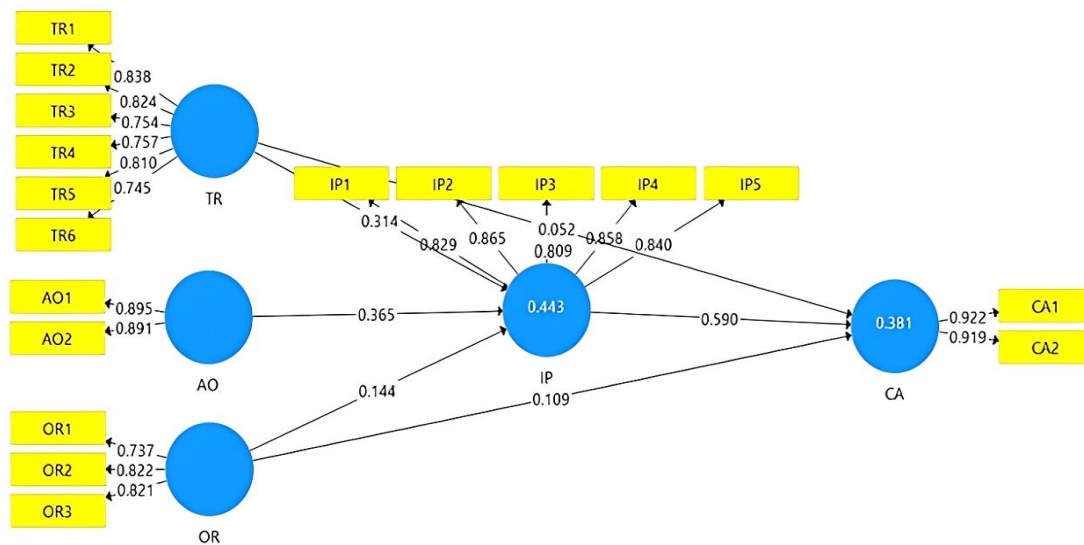 TR1
TR2
TR3
TR4
TR5
TR6
0.838
0.824
0.754
0.757
0.810
0.745
TR
IP1
IP2
IP3
IP4
IP5
0.314
0.829
0.865
0.052
0.809
0.858
0.840
AO1
AO2
0.895
0.891
AO
0.365
0.443
IP
0.590
0.381
CA
0.922
0.919
CA1
CA2
0.144
0.109
OR1
OR2
OR3
0.737
0.822
0.821
OR